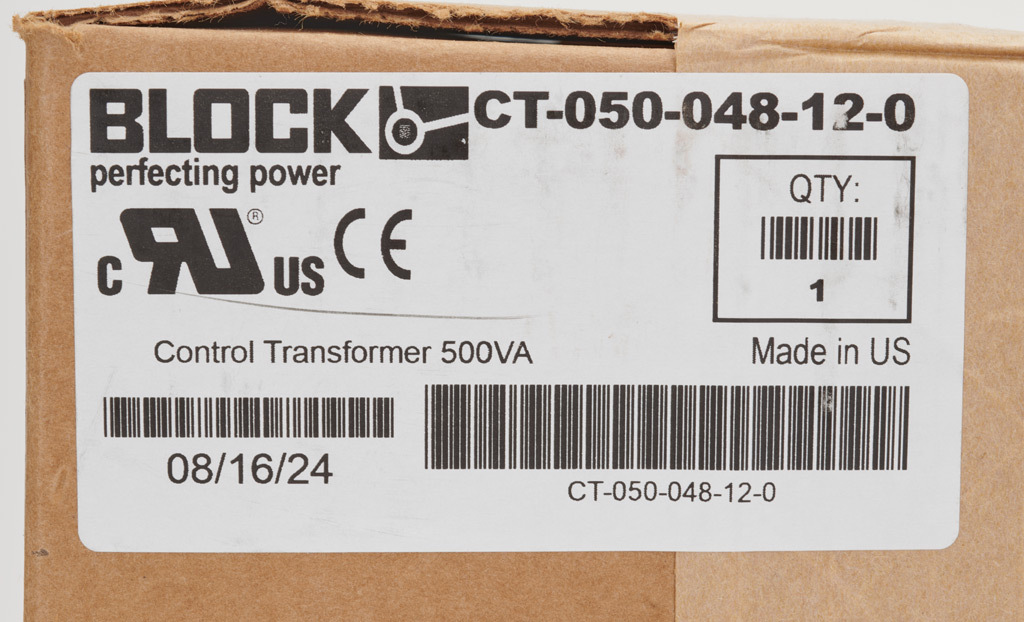 BLOCK CT-050-048-12-0
perfecting power
QTY:
C RU ® US CE
1
Control Transformer 500VA
Made in US
08/16/24
CT-050-048-12-0